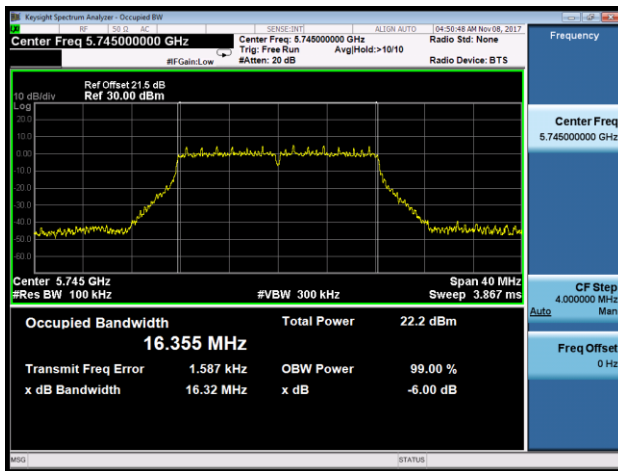 Keysight Spectrum Analyzer - Occupied BW
RF 50 Ω AC SENSE:INT ALIGN AUTO 04:50:48 AM Nov 08, 2017
Center Freq 5.745000000 GHz
Center Freq: 5.745000000 GHz Radio Std: None
Trig: Free Run Avg|Hold:>10/10
#IFGain:Low #Atten: 20 dB Radio Device: BTS
Ref Offset 21.5 dB
10 dB/div Ref 30.00 dBm
Log
20.0
10.0
0.00
-10.0
-20.0
-30.0
-40.0
-50.0
-60.0
Center 5.745 GHz Span 40 MHz
#Res BW 100 kHz #VBW 300 kHz Sweep 3.867 ms
Occupied Bandwidth Total Power 22.2 dBm
16.355 MHz
Transmit Freq Error 1.587 kHz OBW Power 99.00 %
x dB Bandwidth 16.32 MHz x dB -6.00 dB
MSG STATUS
Frequency
Center Freq
5.745000000 GHz
CF Step
4.000000 MHz
Auto Man
Freq Offset
0 Hz